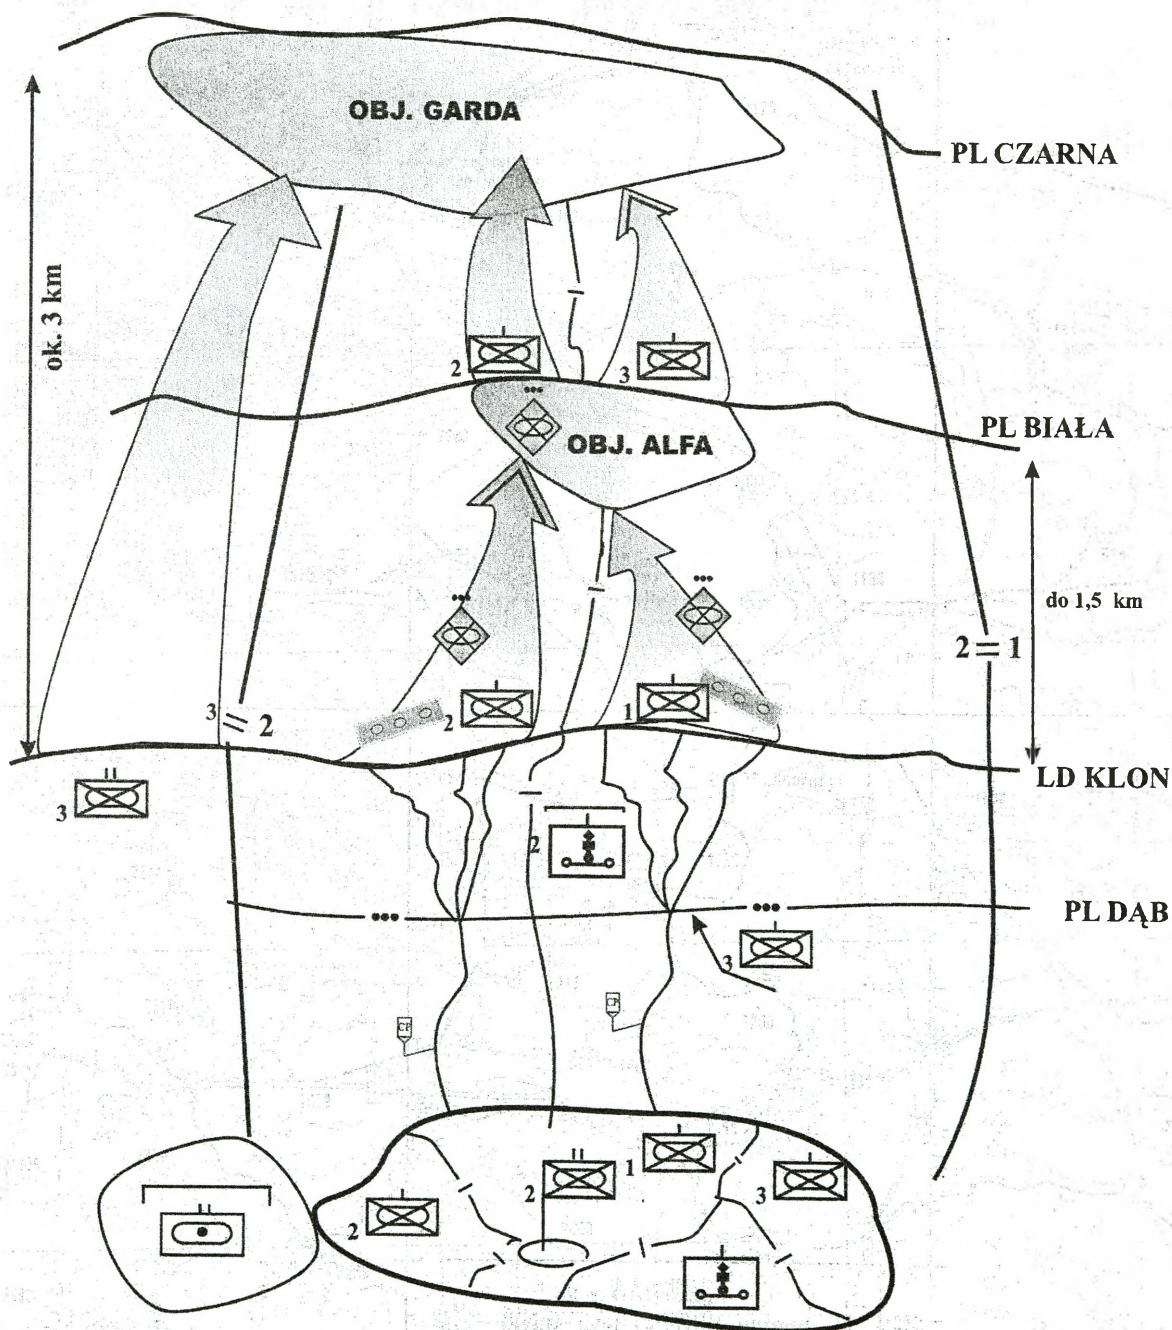 OBJ. GARDA
PL CZARNA
ok. 3 km
2
3
PL BIAŁA
OBJ. ALFA
do 1,5 km
2 = 1
3 = 2
2
1
LD KLON
3
2
PL DĄB
3
CP
CP
1
2
3
2